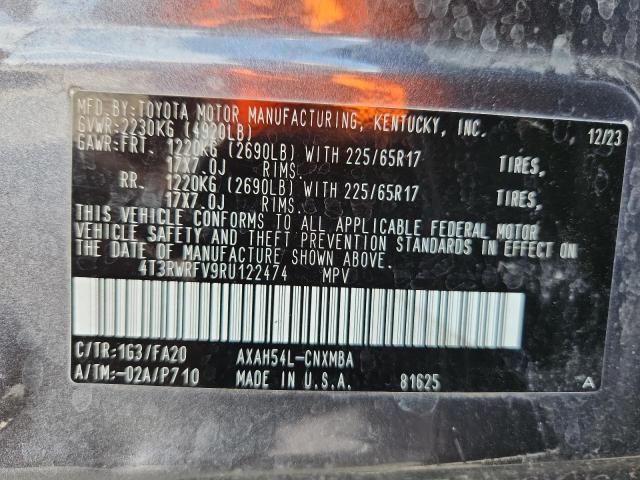 MFD.BY:TOYOTA MOTOR MANUFACTURING, KENTUCKY, INC.
GVWR:2230KG (4920LB) 12/23
GAWR:FRT. 1220KG (2690LB) WITH 225/65R17 TIRES,
17X7.0J RIMS.
RR. 1220KG (2690LB) WITH 225/65R17 TIRES,
17X7.0J RIMS.
THIS VEHICLE CONFORMS TO ALL APPLICABLE FEDERAL MOTOR
VEHICLE SAFETY AND THEFT PREVENTION STANDARDS IN EFFECT ON
THE DATE OF MANUFACTURE SHOWN ABOVE.
4T3RWRFV9RU122474 MPV
C/TR:1G3/FA20 AXAH54L-CNXMBA
A/TM:-02A/P710 MADE IN U.S.A. 81625 A